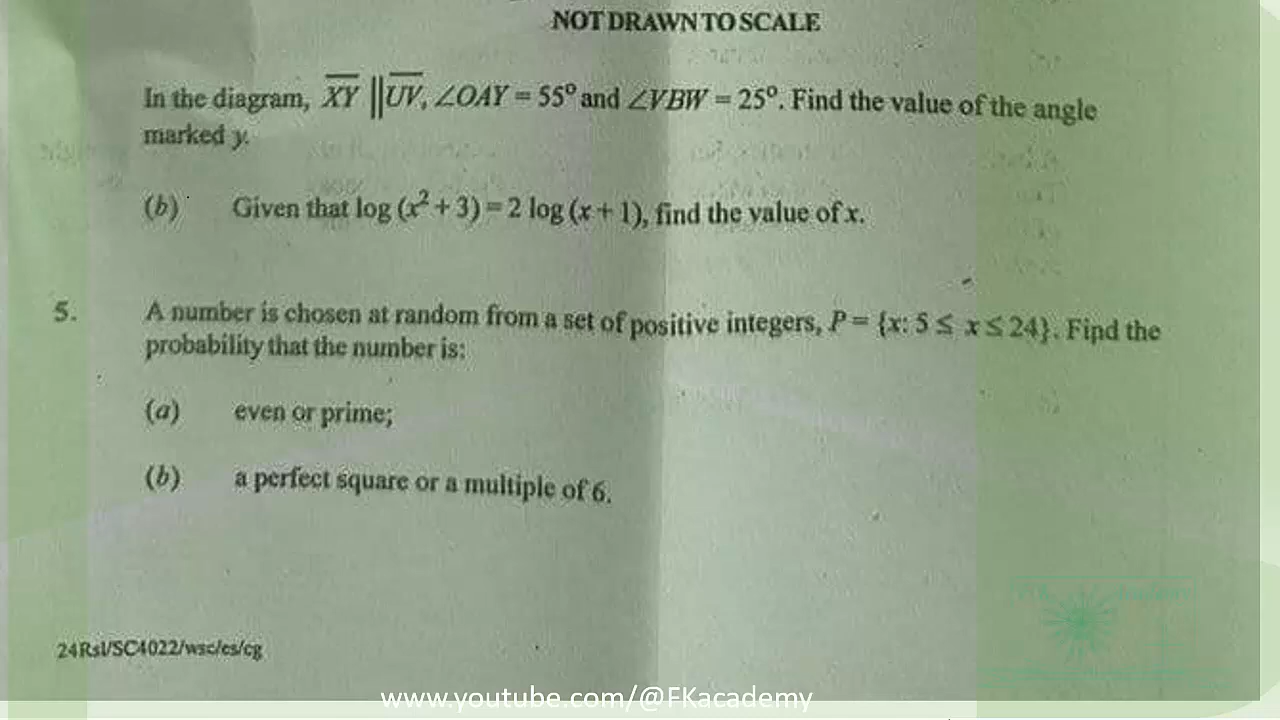 NOT DRAWN TO SCALE
In the diagram, XY || UV, ∠OAY = 55° and ∠VBW = 25°. Find the value of the angle
marked y.
(b) Given that log (x² + 3) = 2 log (x + 1), find the value of x.
5. A number is chosen at random from a set of positive integers, P = {x: 5 ≤ x ≤ 24}. Find the
probability that the number is:
(a) even or prime;
(b) a perfect square or a multiple of 6.
24Rsl/SC4022/wsc/es/cg
www.youtube.com/@FKacademy